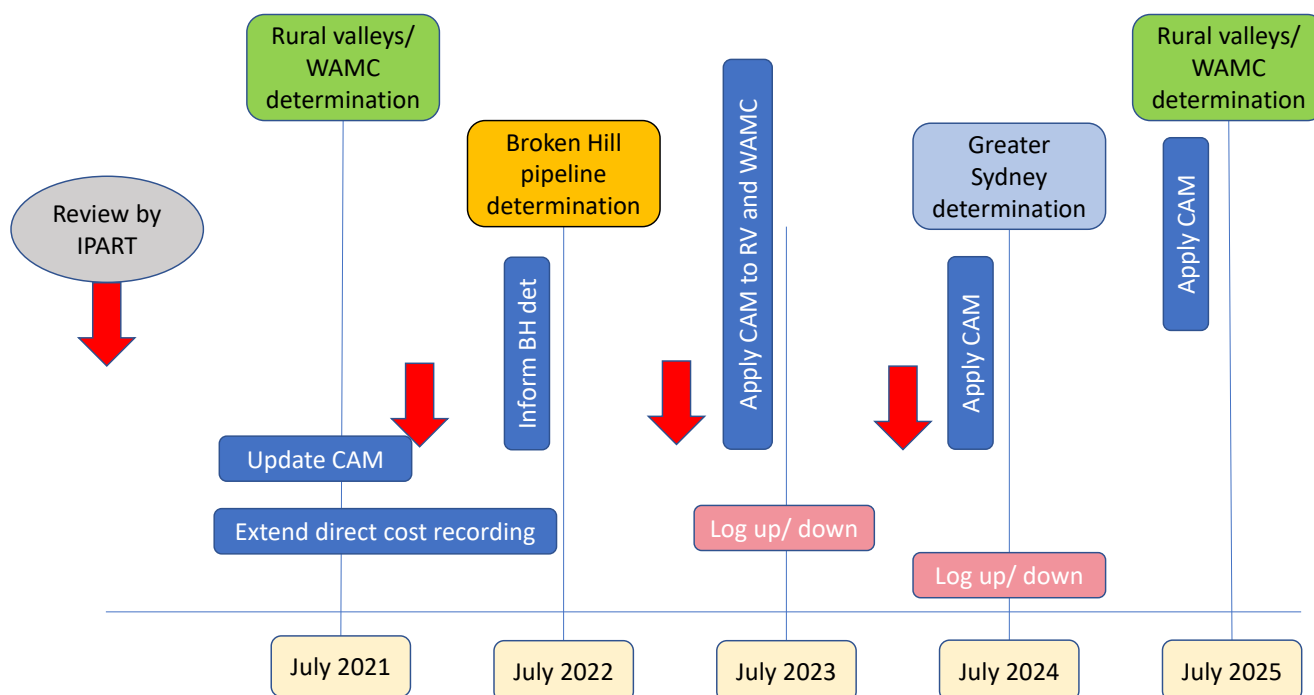 Rural valleys/
WAMC
determination
Rural valleys/
WAMC
determination
Broken Hill
pipeline
determination
Apply CAM to RV and WAMC
Greater
Sydney
determination
Apply CAM
Review by
IPART
Inform BH det
Apply CAM
Update CAM
Extend direct cost recording
Log up/ down
Log up/ down
July 2021
July 2022
July 2023
July 2024
July 2025